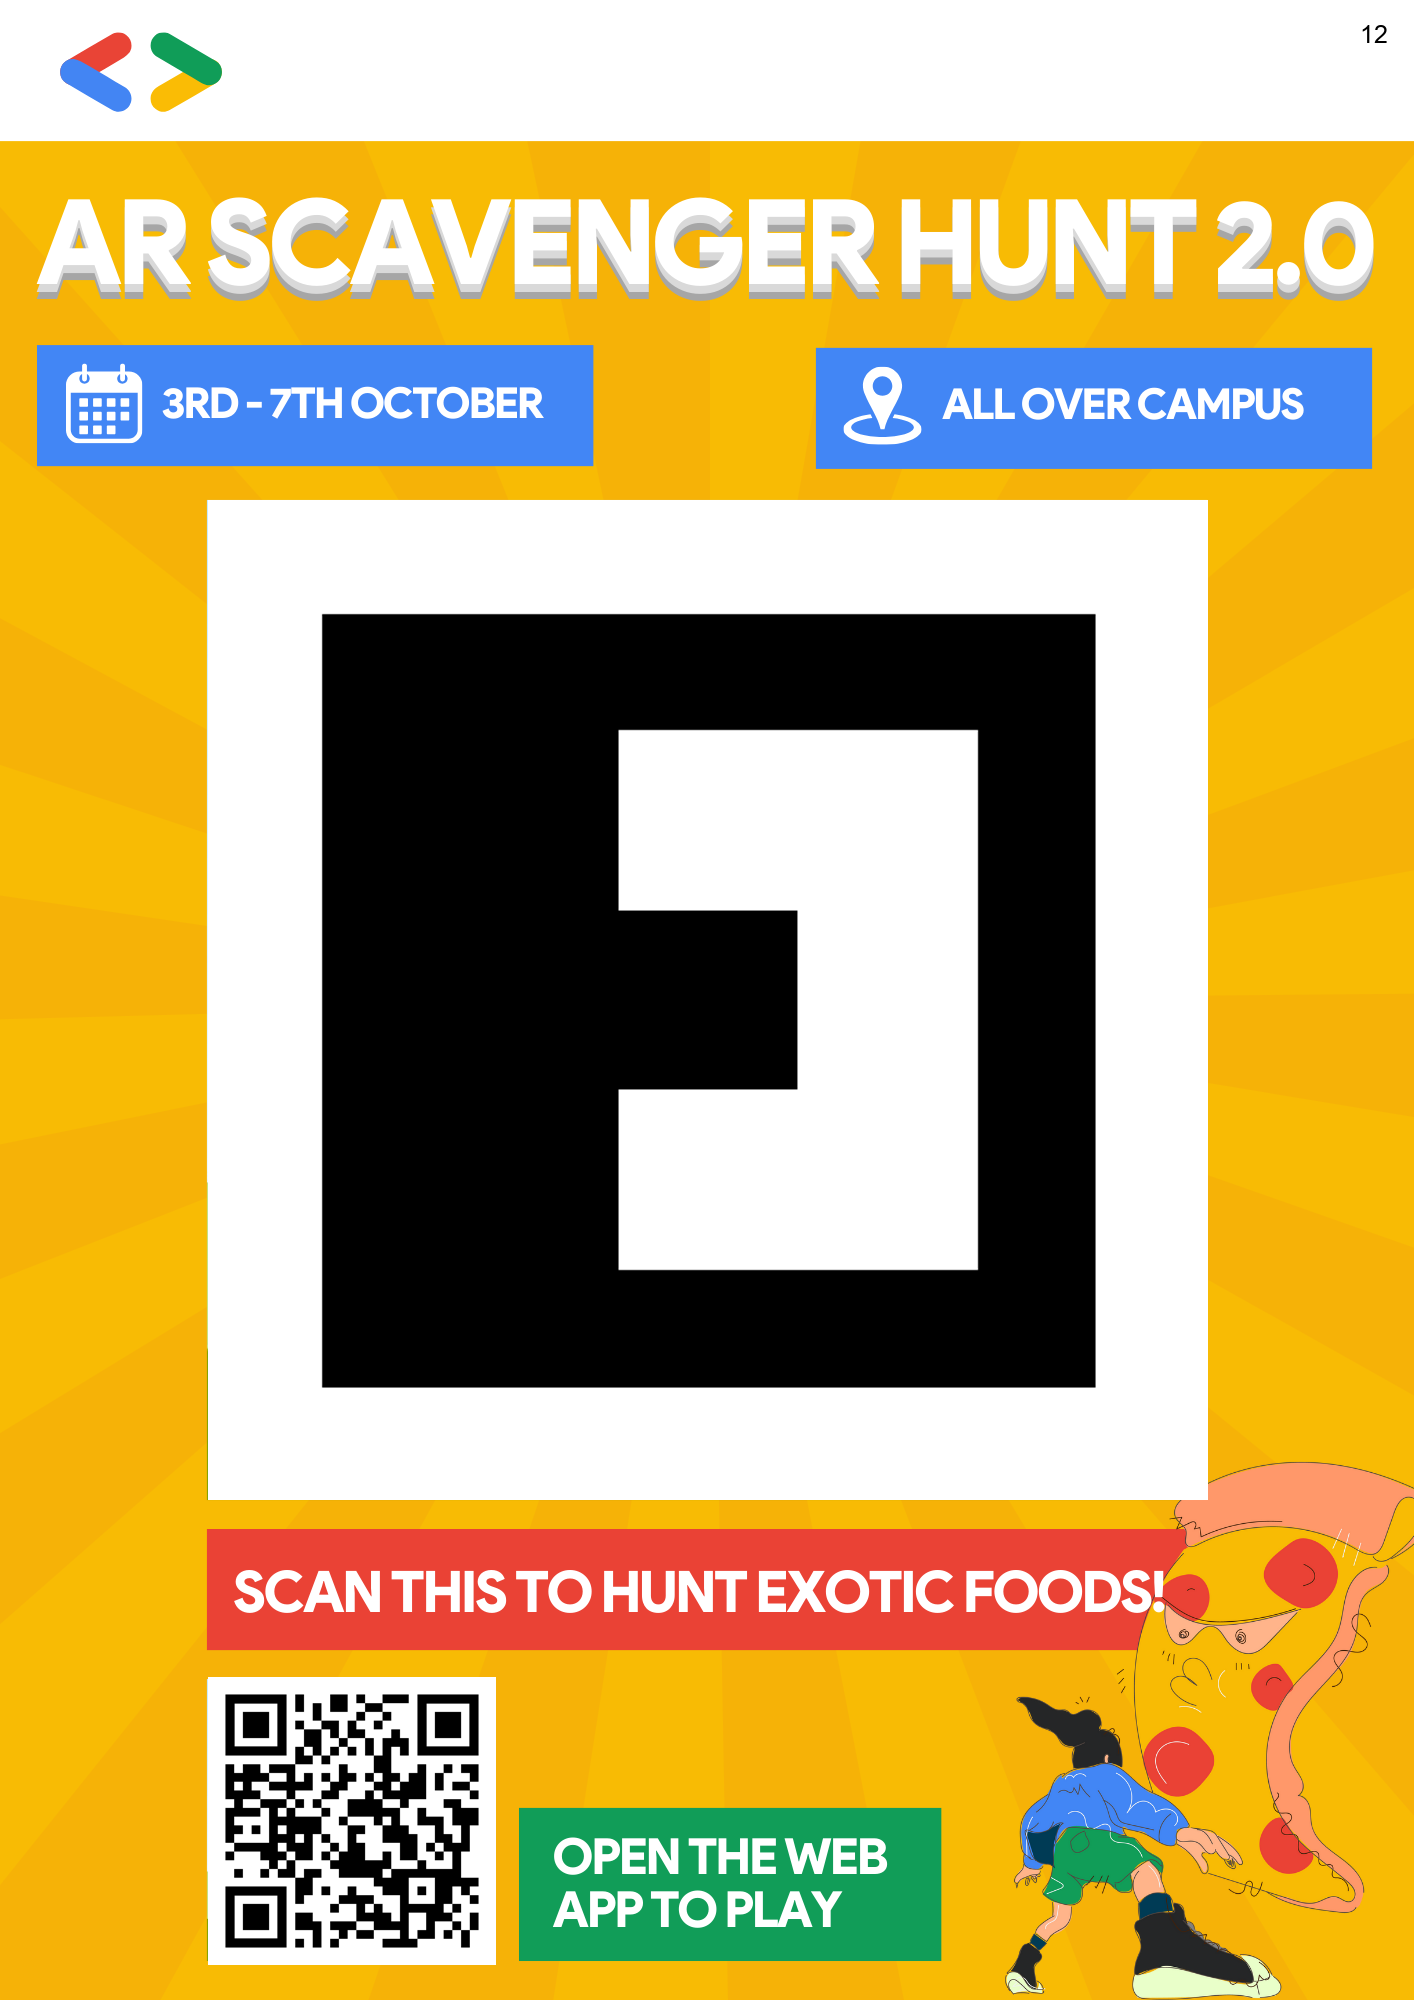 12
AR SCAVENGER HUNT 2.0
3RD - 7TH OCTOBER
ALL OVER CAMPUS
SCAN THIS TO HUNT EXOTIC FOODS!
OPEN THE WEB
APP TO PLAY